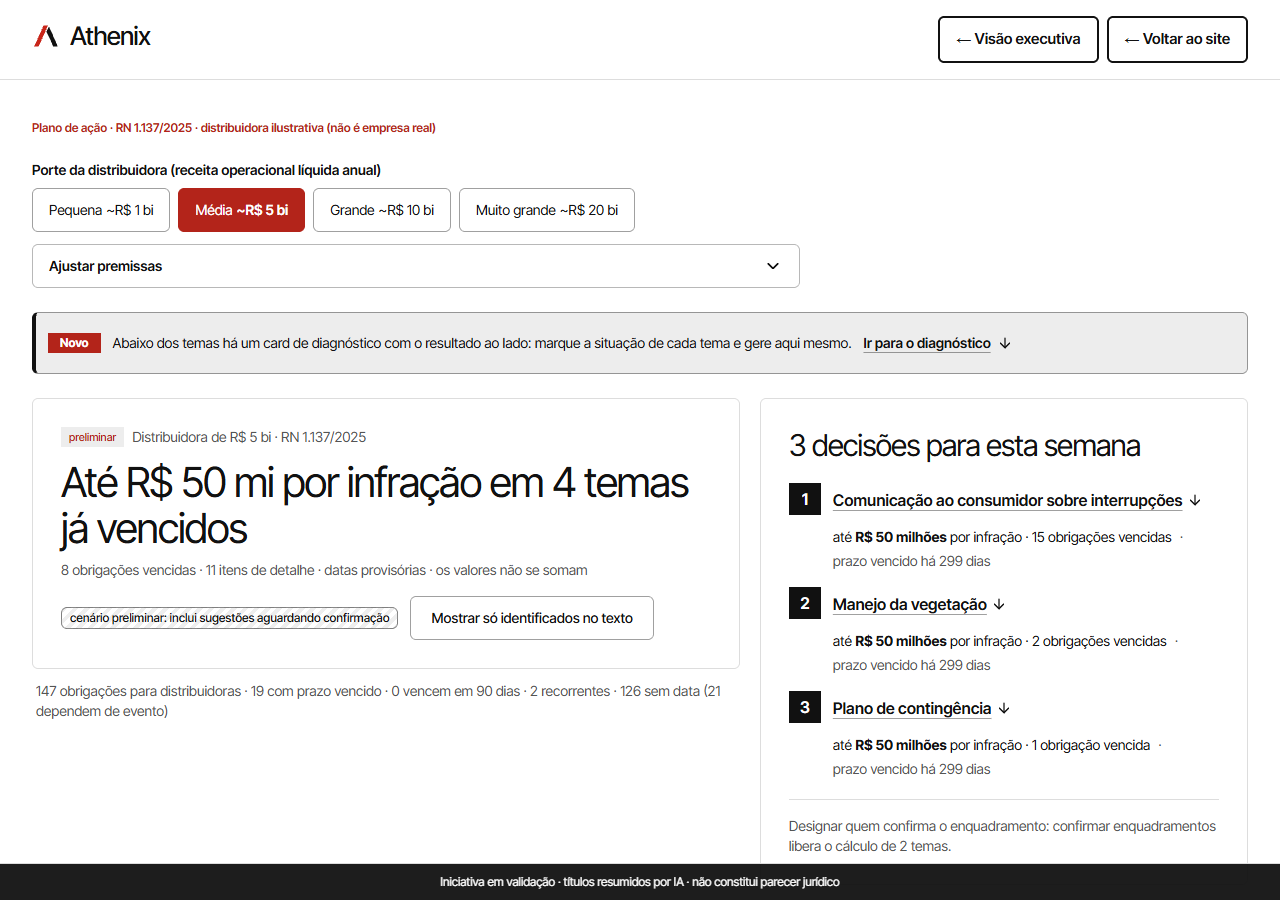 Athenix
← Visão executiva
← Voltar ao site
Plano de ação · RN 1.137/2025 · distribuidora ilustrativa (não é empresa real)
Porte da distribuidora (receita operacional líquida anual)
Pequena ~R$ 1 bi
Média ~R$ 5 bi
Grande ~R$ 10 bi
Muito grande ~R$ 20 bi
Ajustar premissas
Novo
Abaixo dos temas há um card de diagnóstico com o resultado ao lado: marque a situação de cada tema e gere aqui mesmo.
Ir para o diagnóstico ↓
preliminar
Distribuidora de R$ 5 bi · RN 1.137/2025
Até R$ 50 mi por infração em 4 temas
já vencidos
8 obrigações vencidas · 11 itens de detalhe · datas provisórias · os valores não se somam
cenário preliminar: inclui sugestões aguardando confirmação
Mostrar só identificados no texto
147 obrigações para distribuidoras · 19 com prazo vencido · 0 vencem em 90 dias · 2 recorrentes · 126 sem data (21
dependem de evento)
3 decisões para esta semana
1
Comunicação ao consumidor sobre interrupções ↓
até R$ 50 milhões por infração · 15 obrigações vencidas ·
prazo vencido há 299 dias
2
Manejo da vegetação ↓
até R$ 50 milhões por infração · 2 obrigações vencidas ·
prazo vencido há 299 dias
3
Plano de contingência ↓
até R$ 50 milhões por infração · 1 obrigação vencida ·
prazo vencido há 299 dias
Designar quem confirma o enquadramento: confirmar enquadramentos
libera o cálculo de 2 temas.
Iniciativa em validação · títulos resumidos por IA · não constitui parecer jurídico